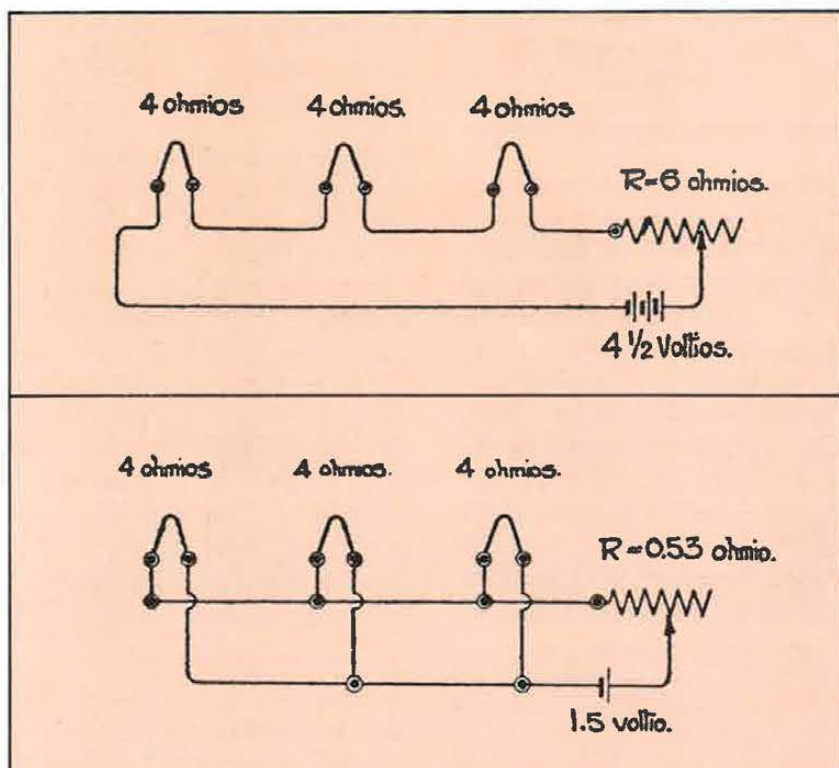 4 ohmios 4 ohmios. 4 ohmios
R=6 ohmios.
4 1/2 Voltios.
4 ohmios 4 ohmios. 4 ohmios.
R=0.53 ohmio.
1.5 voltio.